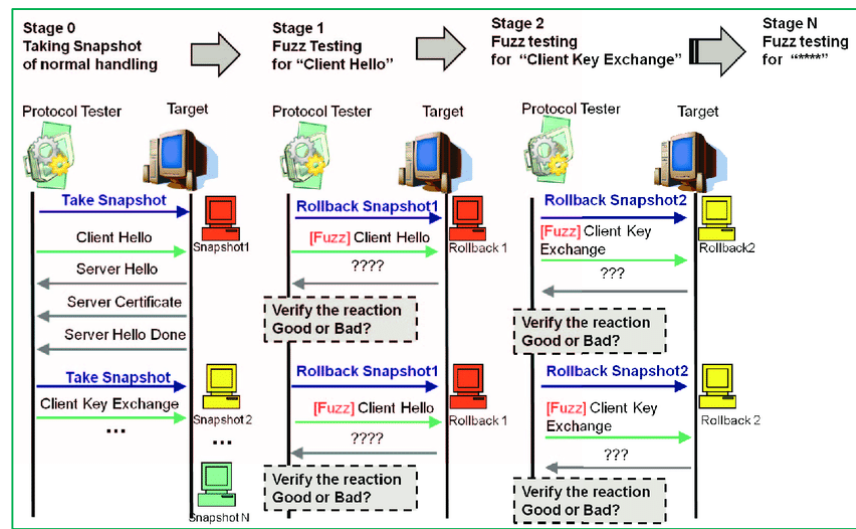 Stage 0
Taking Snapshot
of normal handling
Stage 1
Fuzz Testing
for "Client Hello"
Stage 2
Fuzz testing
for "Client Key Exchange"
Stage N
Fuzz testing
for "****"
Protocol Tester
Target
Take Snapshot
Snapshot1
Client Hello
Server Hello
Server Certificate
Server Hello Done
Take Snapshot
Client Key Exchange
...
Snapshot2
...
SnapshotN
Protocol Tester
Target
Rollback Snapshot1
[Fuzz] Client Hello
Rollback1
????
Verify the reaction
Good or Bad?
Rollback Snapshot1
[Fuzz] Client Hello
Rollback 1
????
Verify the reaction
Good or Bad?
Protocol Tester
Target
Rollback Snapshot2
[Fuzz] Client Key
Exchange
Rollback2
???
Verify the reaction
Good or Bad?
Rollback Snapshot2
[Fuzz] Client Key
Exchange
Rollback 2
???
Verify the reaction
Good or Bad?